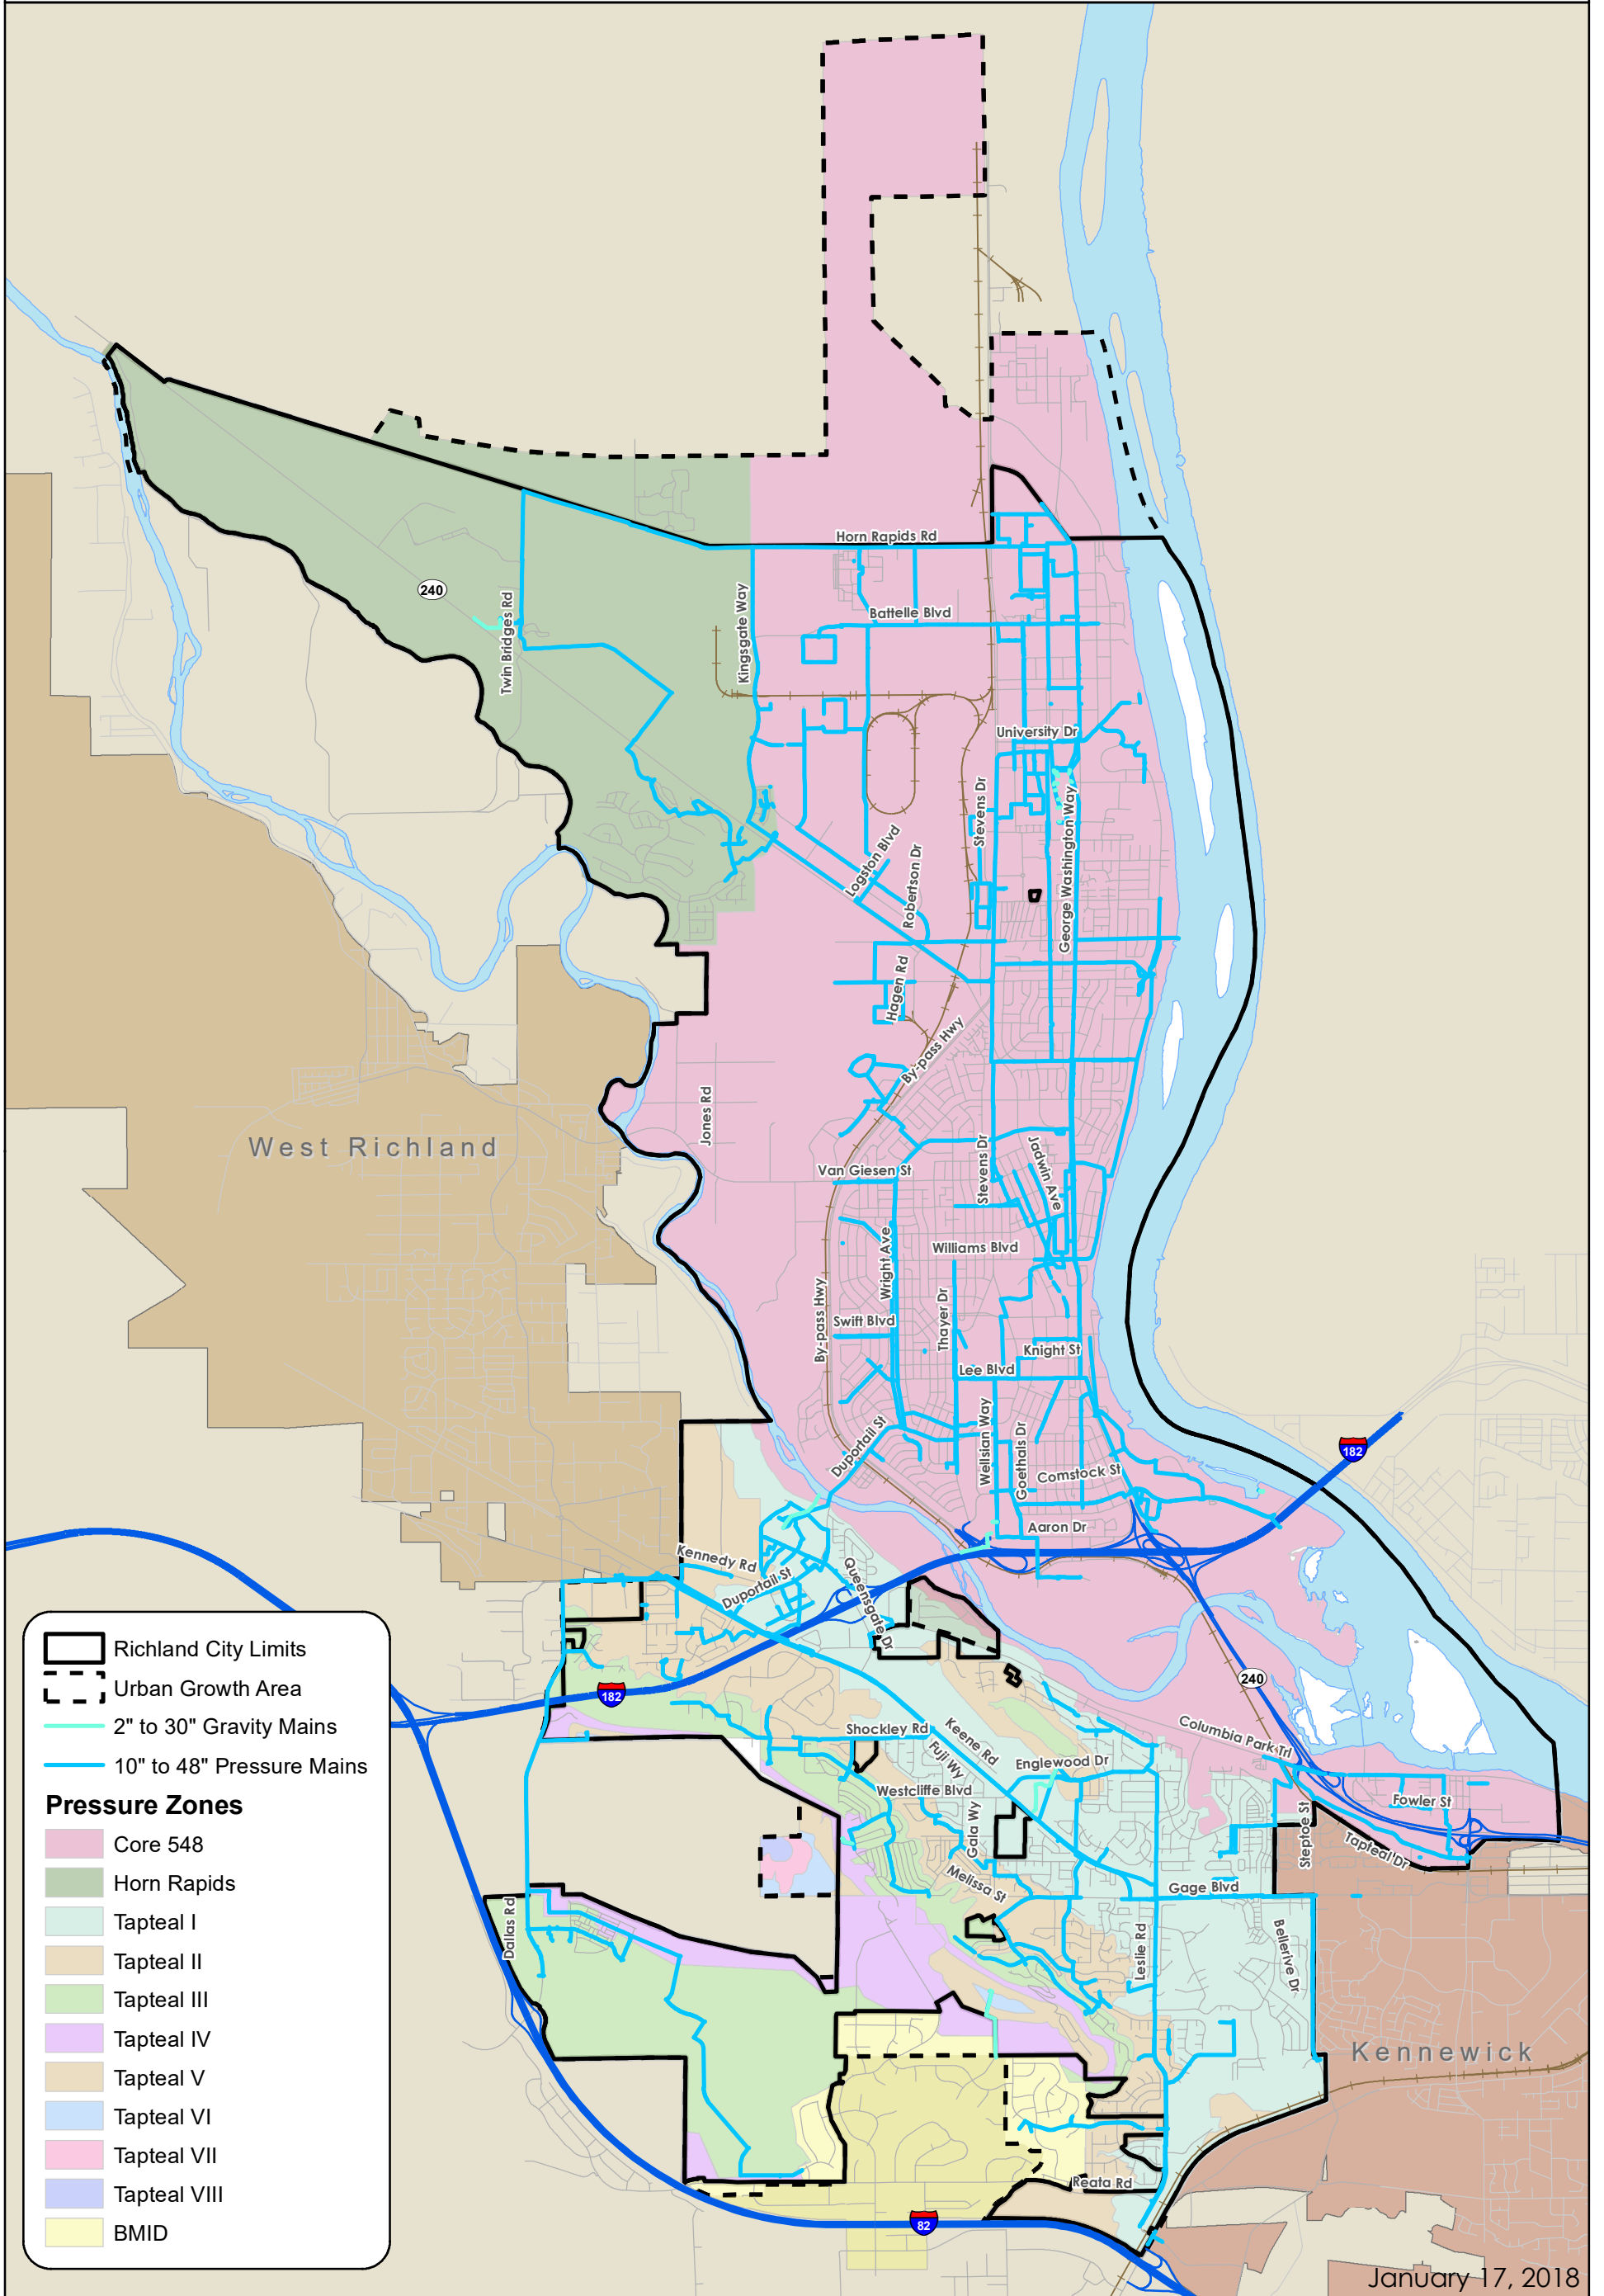 Horn Rapids Rd
240
Twin Bridges Rd
Kingsgate Way
Battelle Blvd
University Dr
Stevens Dr
George Washington Way
Logston Blvd
Robertson Dr
Hagen Rd
By-pass Hwy
Jones Rd
West Richland
Van Giesen St
Stevens Dr
Jadwin Ave
Wright Ave
Williams Blvd
By-pass Hwy
Swift Blvd
Thayer Dr
Knight St
Lee Blvd
Wellsian Way
Goethals Dr
Duportail St
Comstock St
182
Aaron Dr
Kennedy Rd
Duportail St
Queensgate Dr
182
240
Shockley Rd
Keene Rd
Fuji Wy
Columbia Park Trl
Englewood Dr
Westcliffe Blvd
Gala Wy
Fowler St
Steptoe St
Tapteal Dr
Melissa St
Gage Blvd
Dallas Rd
Leslie Rd
Bellerive Dr
Kennewick
Reata Rd
82
Richland City Limits
Urban Growth Area
2" to 30" Gravity Mains
10" to 48" Pressure Mains
Pressure Zones
Core 548
Horn Rapids
Tapteal I
Tapteal II
Tapteal III
Tapteal IV
Tapteal V
Tapteal VI
Tapteal VII
Tapteal VIII
BMID
January 17, 2018